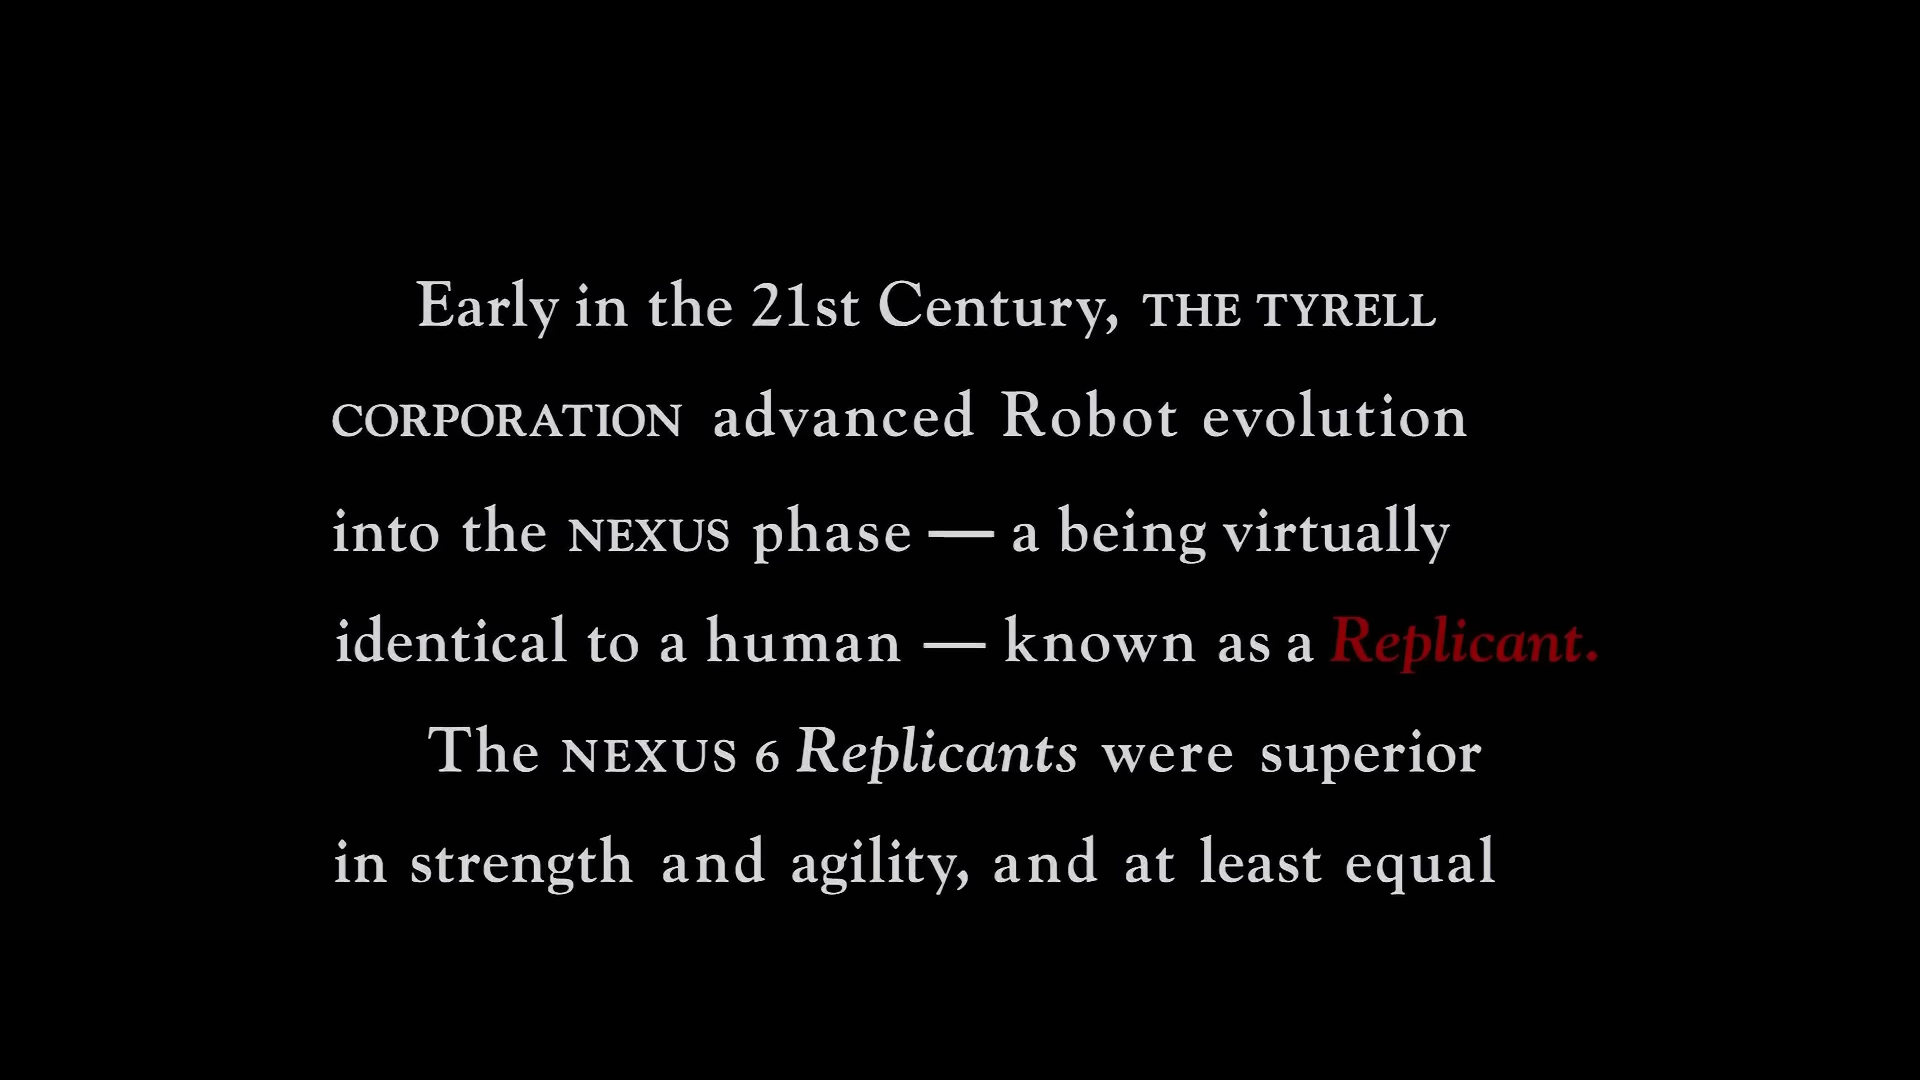 Early in the 21st Century, THE TYRELL
CORPORATION advanced Robot evolution
into the NEXUS phase — a being virtually
identical to a human — known as a Replicant.
The NEXUS 6 Replicants were superior
in strength and agility, and at least equal